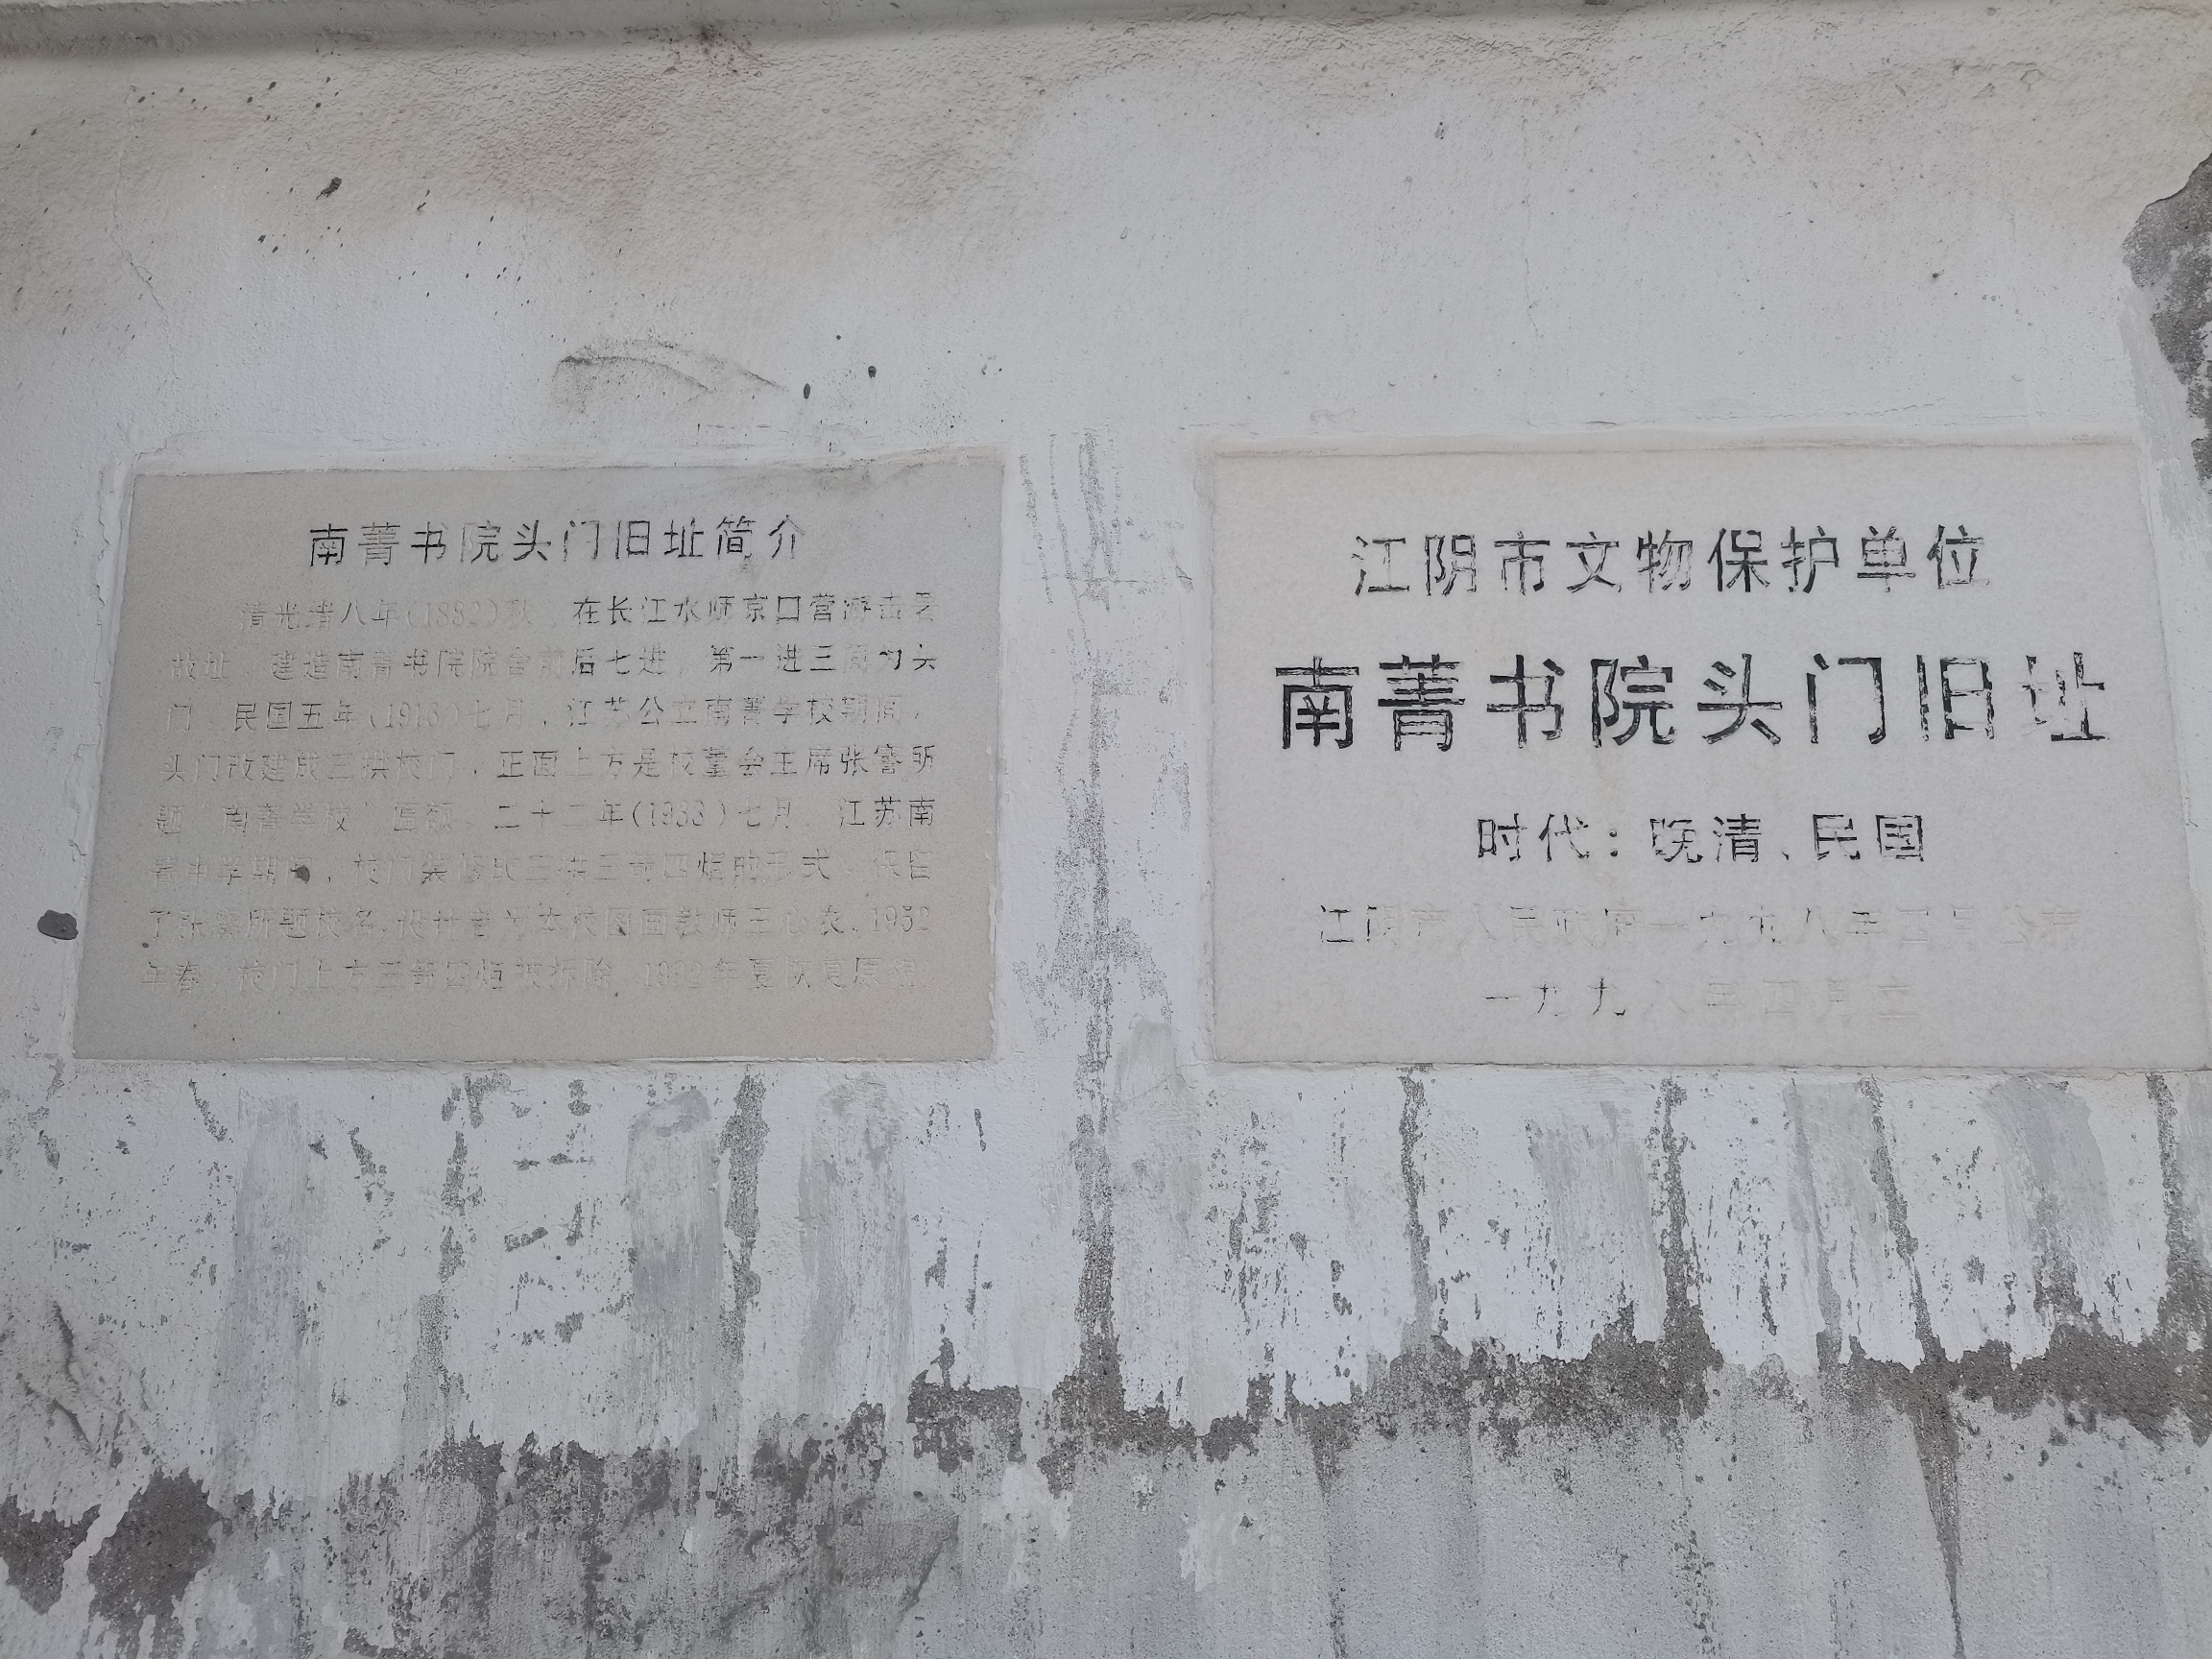 南菁书院头门旧址简介
清光绪八年(1882)秋，在长江水师京口营游击署
故址，建造南菁书院院舍前后七进，第一进三间为头
门。民国五年(1916)七月，江苏公立南菁学校期间，
头门改建成三拱校门，正面上方是校董会主席张謇所
题“南菁学校”匾额。二十二年(1933)七月，江苏南
菁中学期间，校门装修成三拱三箭四炬的形式，保留
了张謇所题校名，设计者为本校图画教师王心农。1952
年春，校门上方三箭四炬被拆除，1992年夏恢复原貌
江阴市文物保护单位
南菁书院头门旧址
时代：晚清、民国
江阴市人民政府一九九八年四月公布
一九九八年四月立